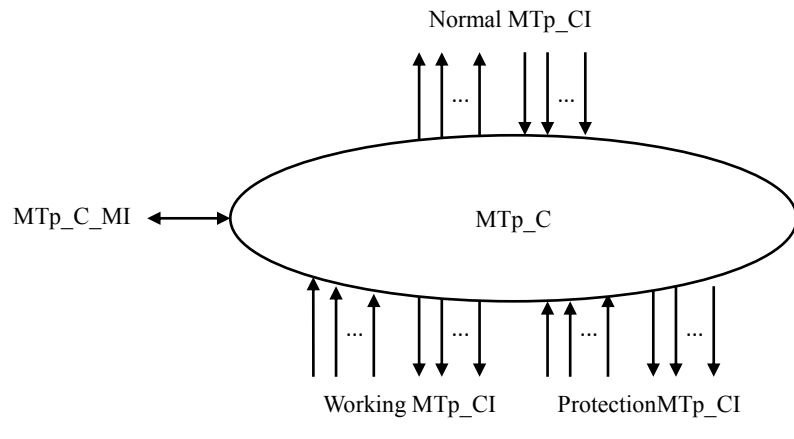 Normal MTp_CI
... ...
MTp_C_MI
MTp_C
... ... ... ...
Working MTp_CI
ProtectionMTp_CI